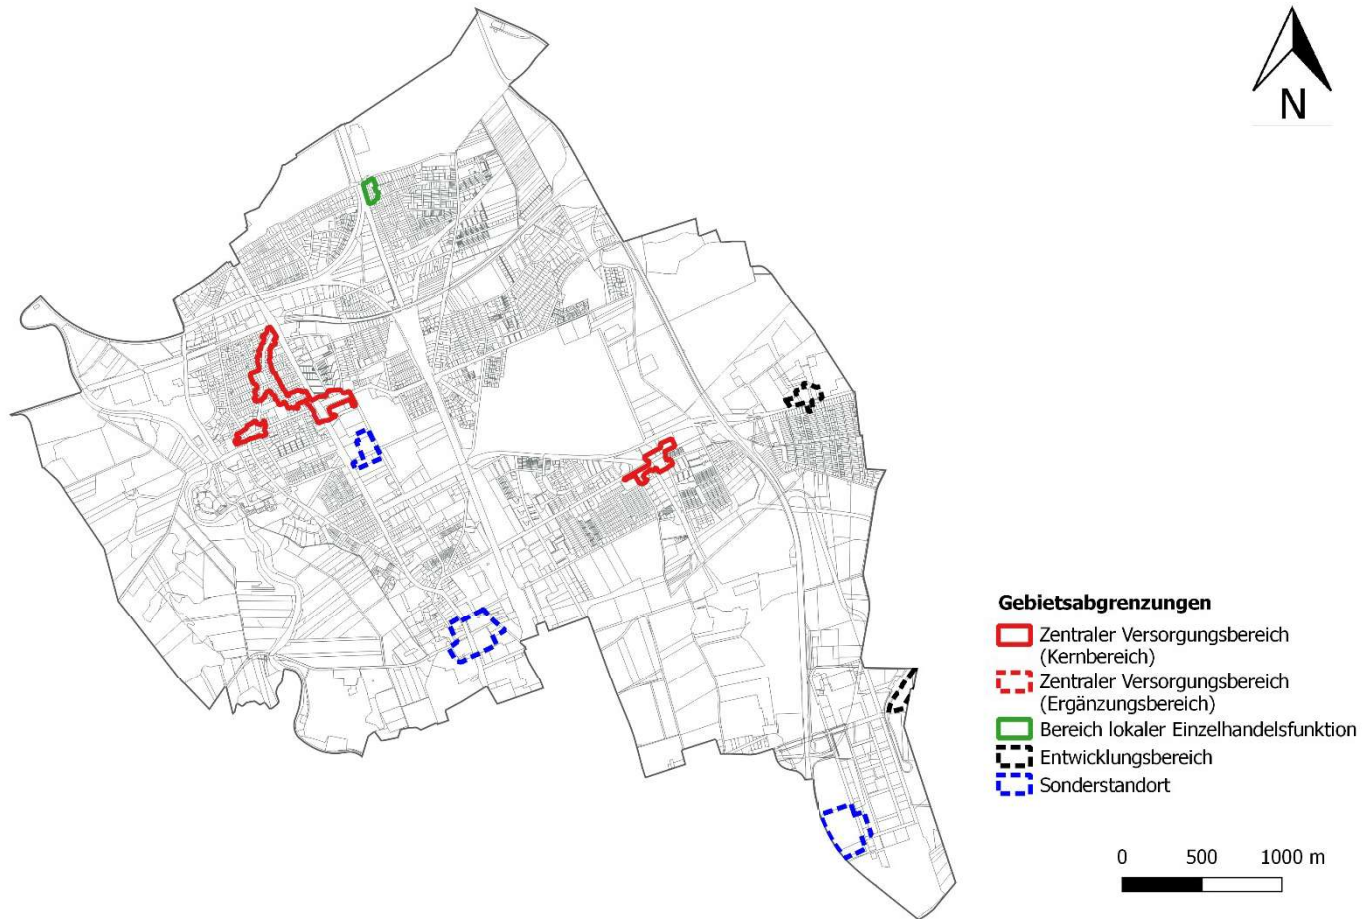 N
Gebietsabgrenzungen
Zentraler Versorgungsbereich
(Kernbereich)
Zentraler Versorgungsbereich
(Ergänzungsbereich)
Bereich lokaler Einzelhandelsfunktion
Entwicklungsbereich
Sonderstandort
0 500 1000 m